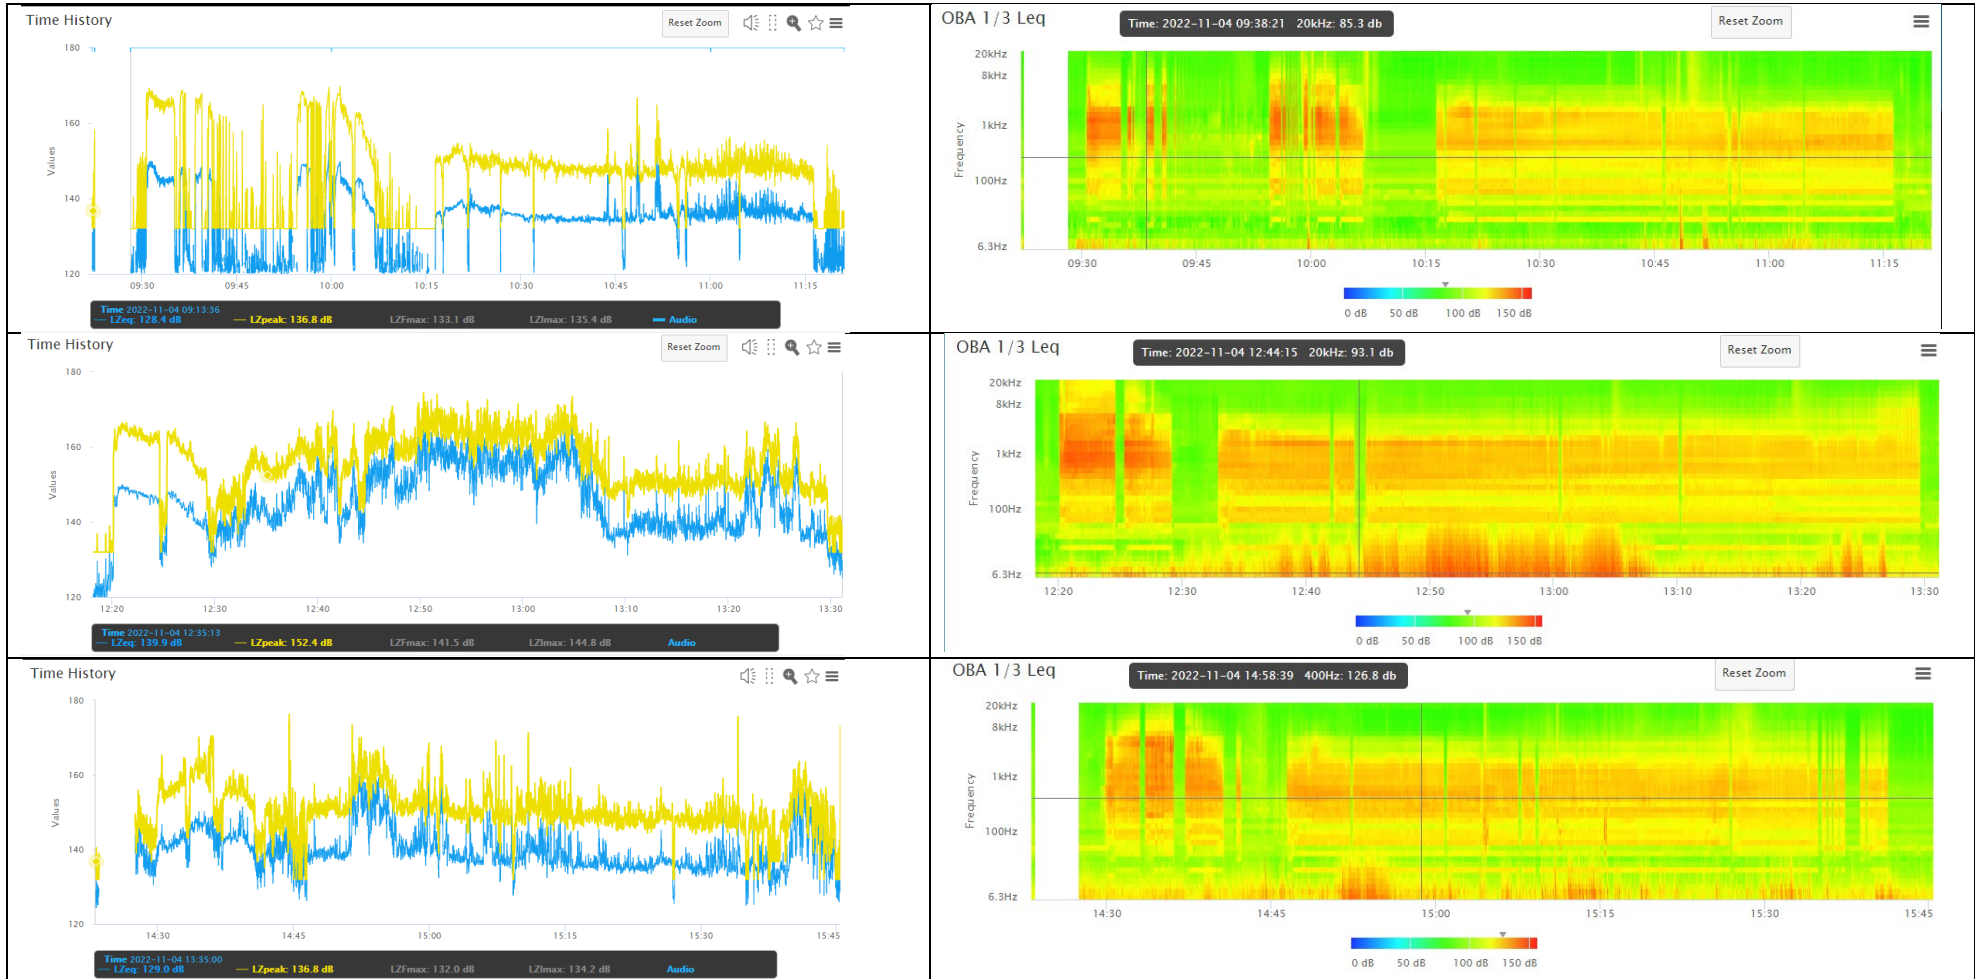 Time History
Reset Zoom
180
160
140
120
Values
09:30 09:45 10:00 10:15 10:30 10:45 11:00 11:15
Time 2022-11-04 09:13:36
LZeq: 128.4 dB LZpeak: 136.8 dB LZFmax: 133.1 dB LZImax: 135.4 dB Audio
OBA 1/3 Leq
Time: 2022-11-04 09:38:21 20kHz: 85.3 db
Reset Zoom
20kHz
8kHz
1kHz
100Hz
6.3Hz
Frequency
09:30 09:45 10:00 10:15 10:30 10:45 11:00 11:15
0 dB 50 dB 100 dB 150 dB
Time History
Reset Zoom
180
160
140
120
Values
12:20 12:30 12:40 12:50 13:00 13:10 13:20 13:30
Time 2022-11-04 12:35:13
LZeq: 139.9 dB LZpeak: 152.4 dB LZFmax: 141.5 dB LZImax: 144.8 dB Audio
OBA 1/3 Leq
Time: 2022-11-04 12:44:15 20kHz: 93.1 db
Reset Zoom
20kHz
8kHz
1kHz
100Hz
6.3Hz
Frequency
12:20 12:30 12:40 12:50 13:00 13:10 13:20 13:30
0 dB 50 dB 100 dB 150 dB
Time History
180
160
140
120
Values
14:30 14:45 15:00 15:15 15:30 15:45
Time 2022-11-04 13:35:00
LZeq: 129.0 dB LZpeak: 136.8 dB LZFmax: 132.0 dB LZImax: 134.2 dB Audio
OBA 1/3 Leq
Time: 2022-11-04 14:58:39 400Hz: 126.8 db
Reset Zoom
20kHz
8kHz
1kHz
100Hz
6.3Hz
Frequency
14:30 14:45 15:00 15:15 15:30 15:45
0 dB 50 dB 100 dB 150 dB